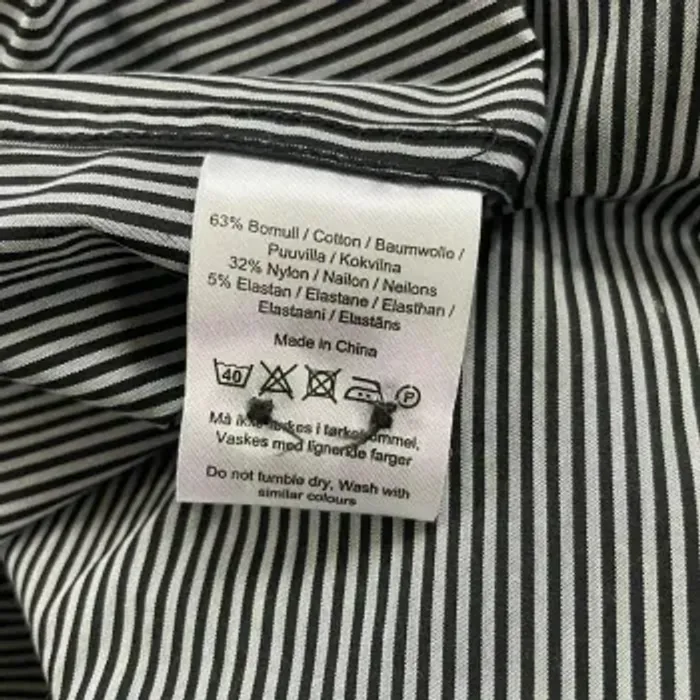 63% Bomull / Cotton / Baumwolle /
Puuvilla / Kokvilna
32% Nylon / Nailon / Neilons
5% Elastan / Elastane / Elasthan /
Elastaani / Elastāns
Made in China
40
P
Må ikke i
Vaskes med lignende farger
Do not tumble dry, Wash with
similar colours